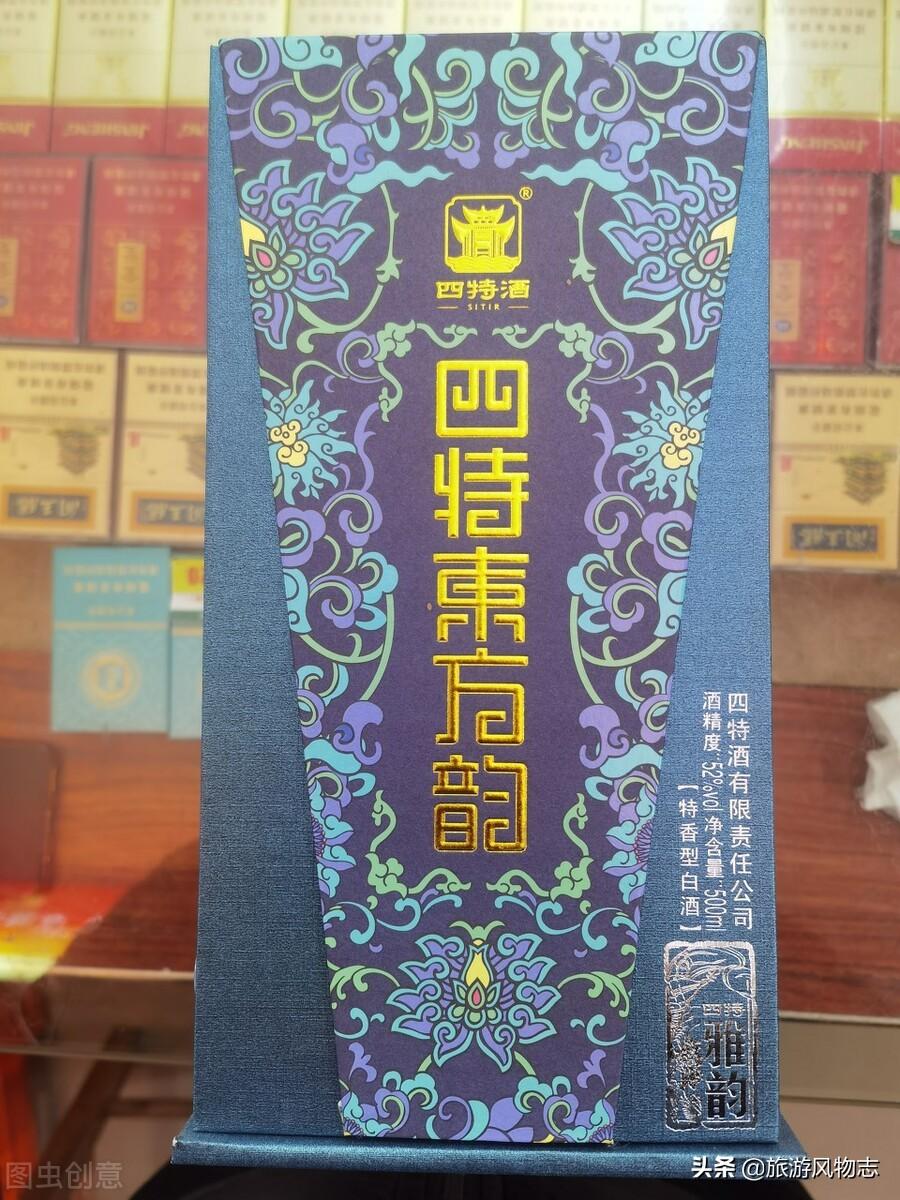 四特酒
SITIR
®
四特東方韵
四特酒有限责任公司
酒精度:52%vol 净含量:500ml
【特香型白酒】
四特
雅韵
JINSHENG
图虫创意
头条 @旅游风物志